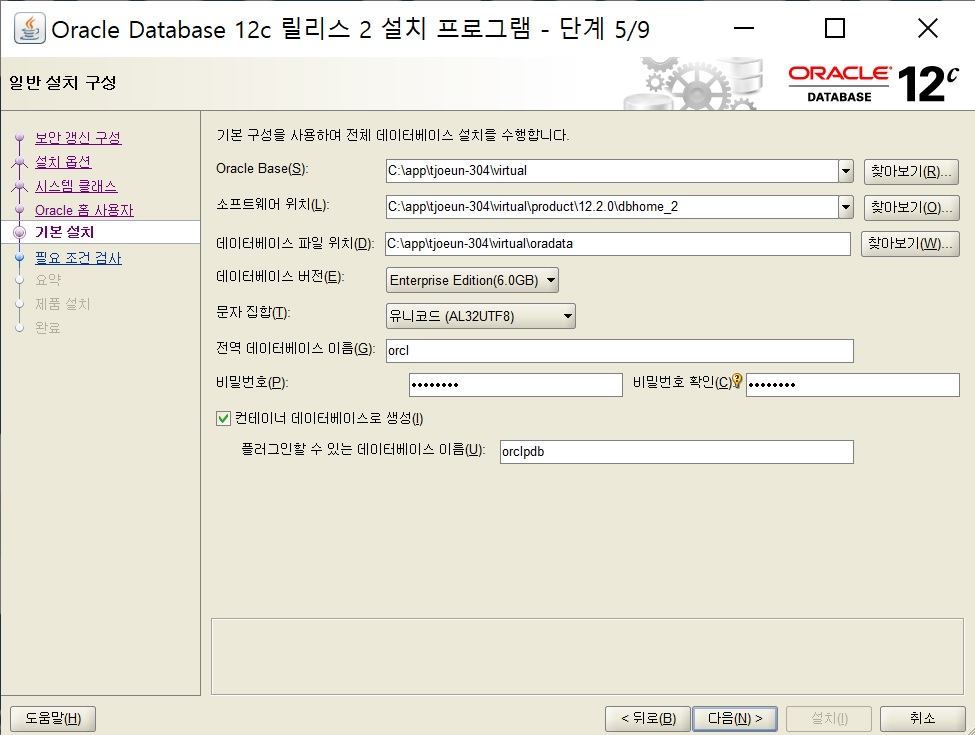 Oracle Database 12c 릴리스 2 설치 프로그램 - 단계 5/9
일반 설치 구성
ORACLE® DATABASE 12c
보안 갱신 구성
설치 옵션
시스템 클래스
Oracle 홈 사용자
기본 설치
필요 조건 검사
요약
제품 설치
완료
기본 구성을 사용하여 전체 데이터베이스 설치를 수행합니다.
Oracle Base(S): C:\app\tjoeun-304\virtual 찾아보기(R)...
소프트웨어 위치(L): C:\app\tjoeun-304\virtual\product\12.2.0\dbhome_2 찾아보기(O)...
데이터베이스 파일 위치(D): C:\app\tjoeun-304\virtual\oradata 찾아보기(W)...
데이터베이스 버전(E): Enterprise Edition(6.0GB)
문자 집합(T): 유니코드 (AL32UTF8)
전역 데이터베이스 이름(G): orcl
비밀번호(P): •••••••• 비밀번호 확인(C) ••••••••
컨테이너 데이터베이스로 생성(I)
플러그인할 수 있는 데이터베이스 이름(U): orclpdb
도움말(H) < 뒤로(B) 다음(N) > 설치(I) 취소